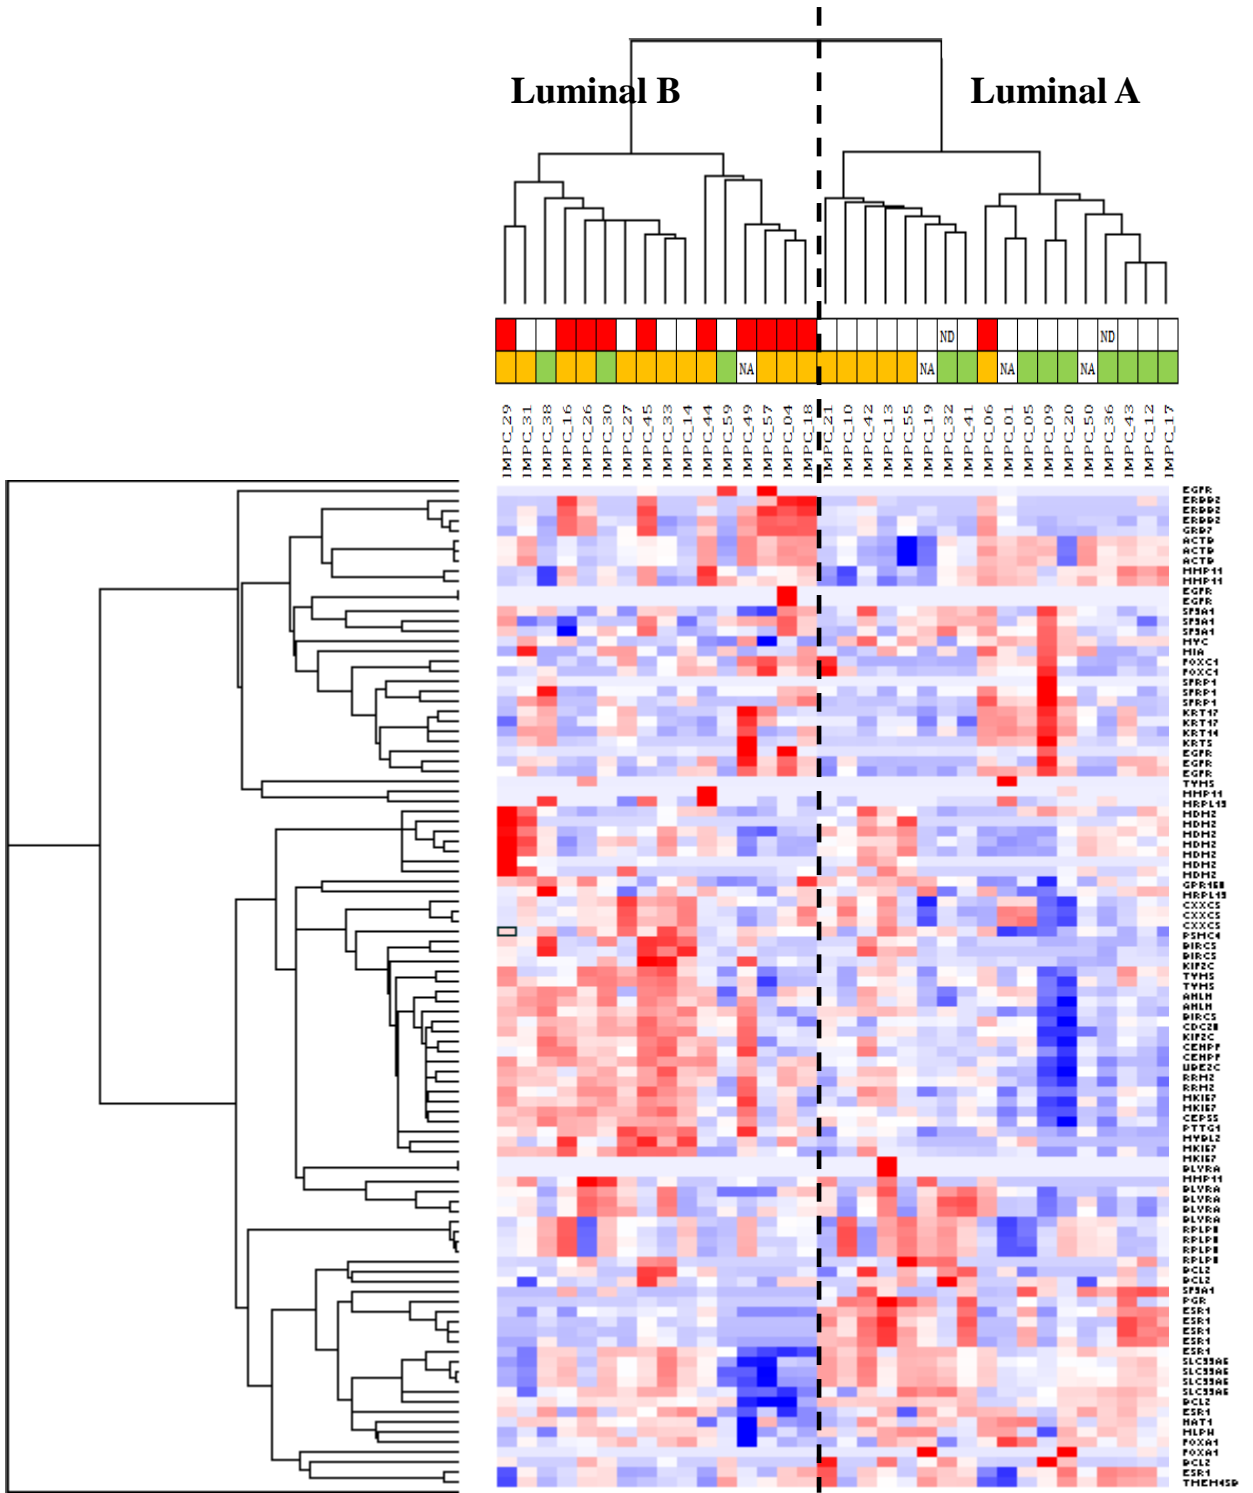 Luminal B
Luminal A
ND
ND
NA
NA
NA
NA
IMPC_29
IMPC_31
IMPC_38
IMPC_16
IMPC_26
IMPC_30
IMPC_27
IMPC_45
IMPC_33
IMPC_14
IMPC_44
IMPC_59
IMPC_49
IMPC_57
IMPC_04
IMPC_18
IMPC_21
IMPC_10
IMPC_42
IMPC_13
IMPC_55
IMPC_19
IMPC_32
IMPC_41
IMPC_06
IMPC_01
IMPC_05
IMPC_09
IMPC_20
IMPC_50
IMPC_36
IMPC_43
IMPC_12
IMPC_17
EGFR
ERBB2
ERBB2
ERBB2
GRB7
ACTB
ACTB
ACTB
MMP11
MMP11
EGFR
EGFR
SF3A1
SF3A1
SF3A1
MYC
MIA
FOXC1
FOXC1
SFRP1
SFRP1
SFRP1
KRT17
KRT17
KRT14
KRT5
EGFR
EGFR
EGFR
TYMS
MMP11
MRPL19
MDM2
MDM2
MDM2
MDM2
MDM2
MDM2
MDM2
GPR160
MRPL19
CXXC5
CXXC5
CXXC5
PSMC4
BIRC5
BIRC5
KIF2C
TYMS
TYMS
ANLN
ANLN
BIRC5
CDC20
KIF2C
CENPF
CENPF
UBE2C
RRM2
RRM2
MKI67
MKI67
CEP55
PTTG1
MYBL2
MKI67
MKI67
BLVRA
MMP11
BLVRA
BLVRA
BLVRA
BLVRA
RPLP0
RPLP0
RPLP0
RPLP0
BCL2
BCL2
SF3A1
PGR
ESR1
ESR1
ESR1
ESR1
ESR1
SLC39A6
SLC39A6
SLC39A6
SLC39A6
BCL2
ESR1
NAT1
MLPH
FOXA1
FOXA1
BCL2
ESR1
TMEM45B